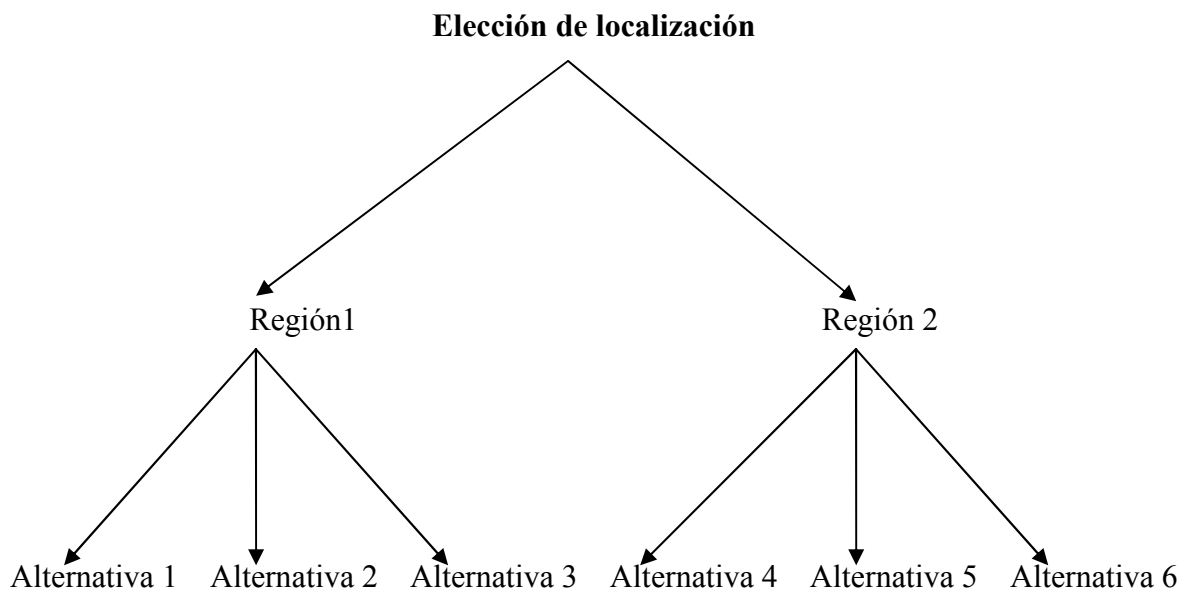 Elección de localización
Región1 Región 2
Alternativa 1 Alternativa 2 Alternativa 3 Alternativa 4 Alternativa 5 Alternativa 6